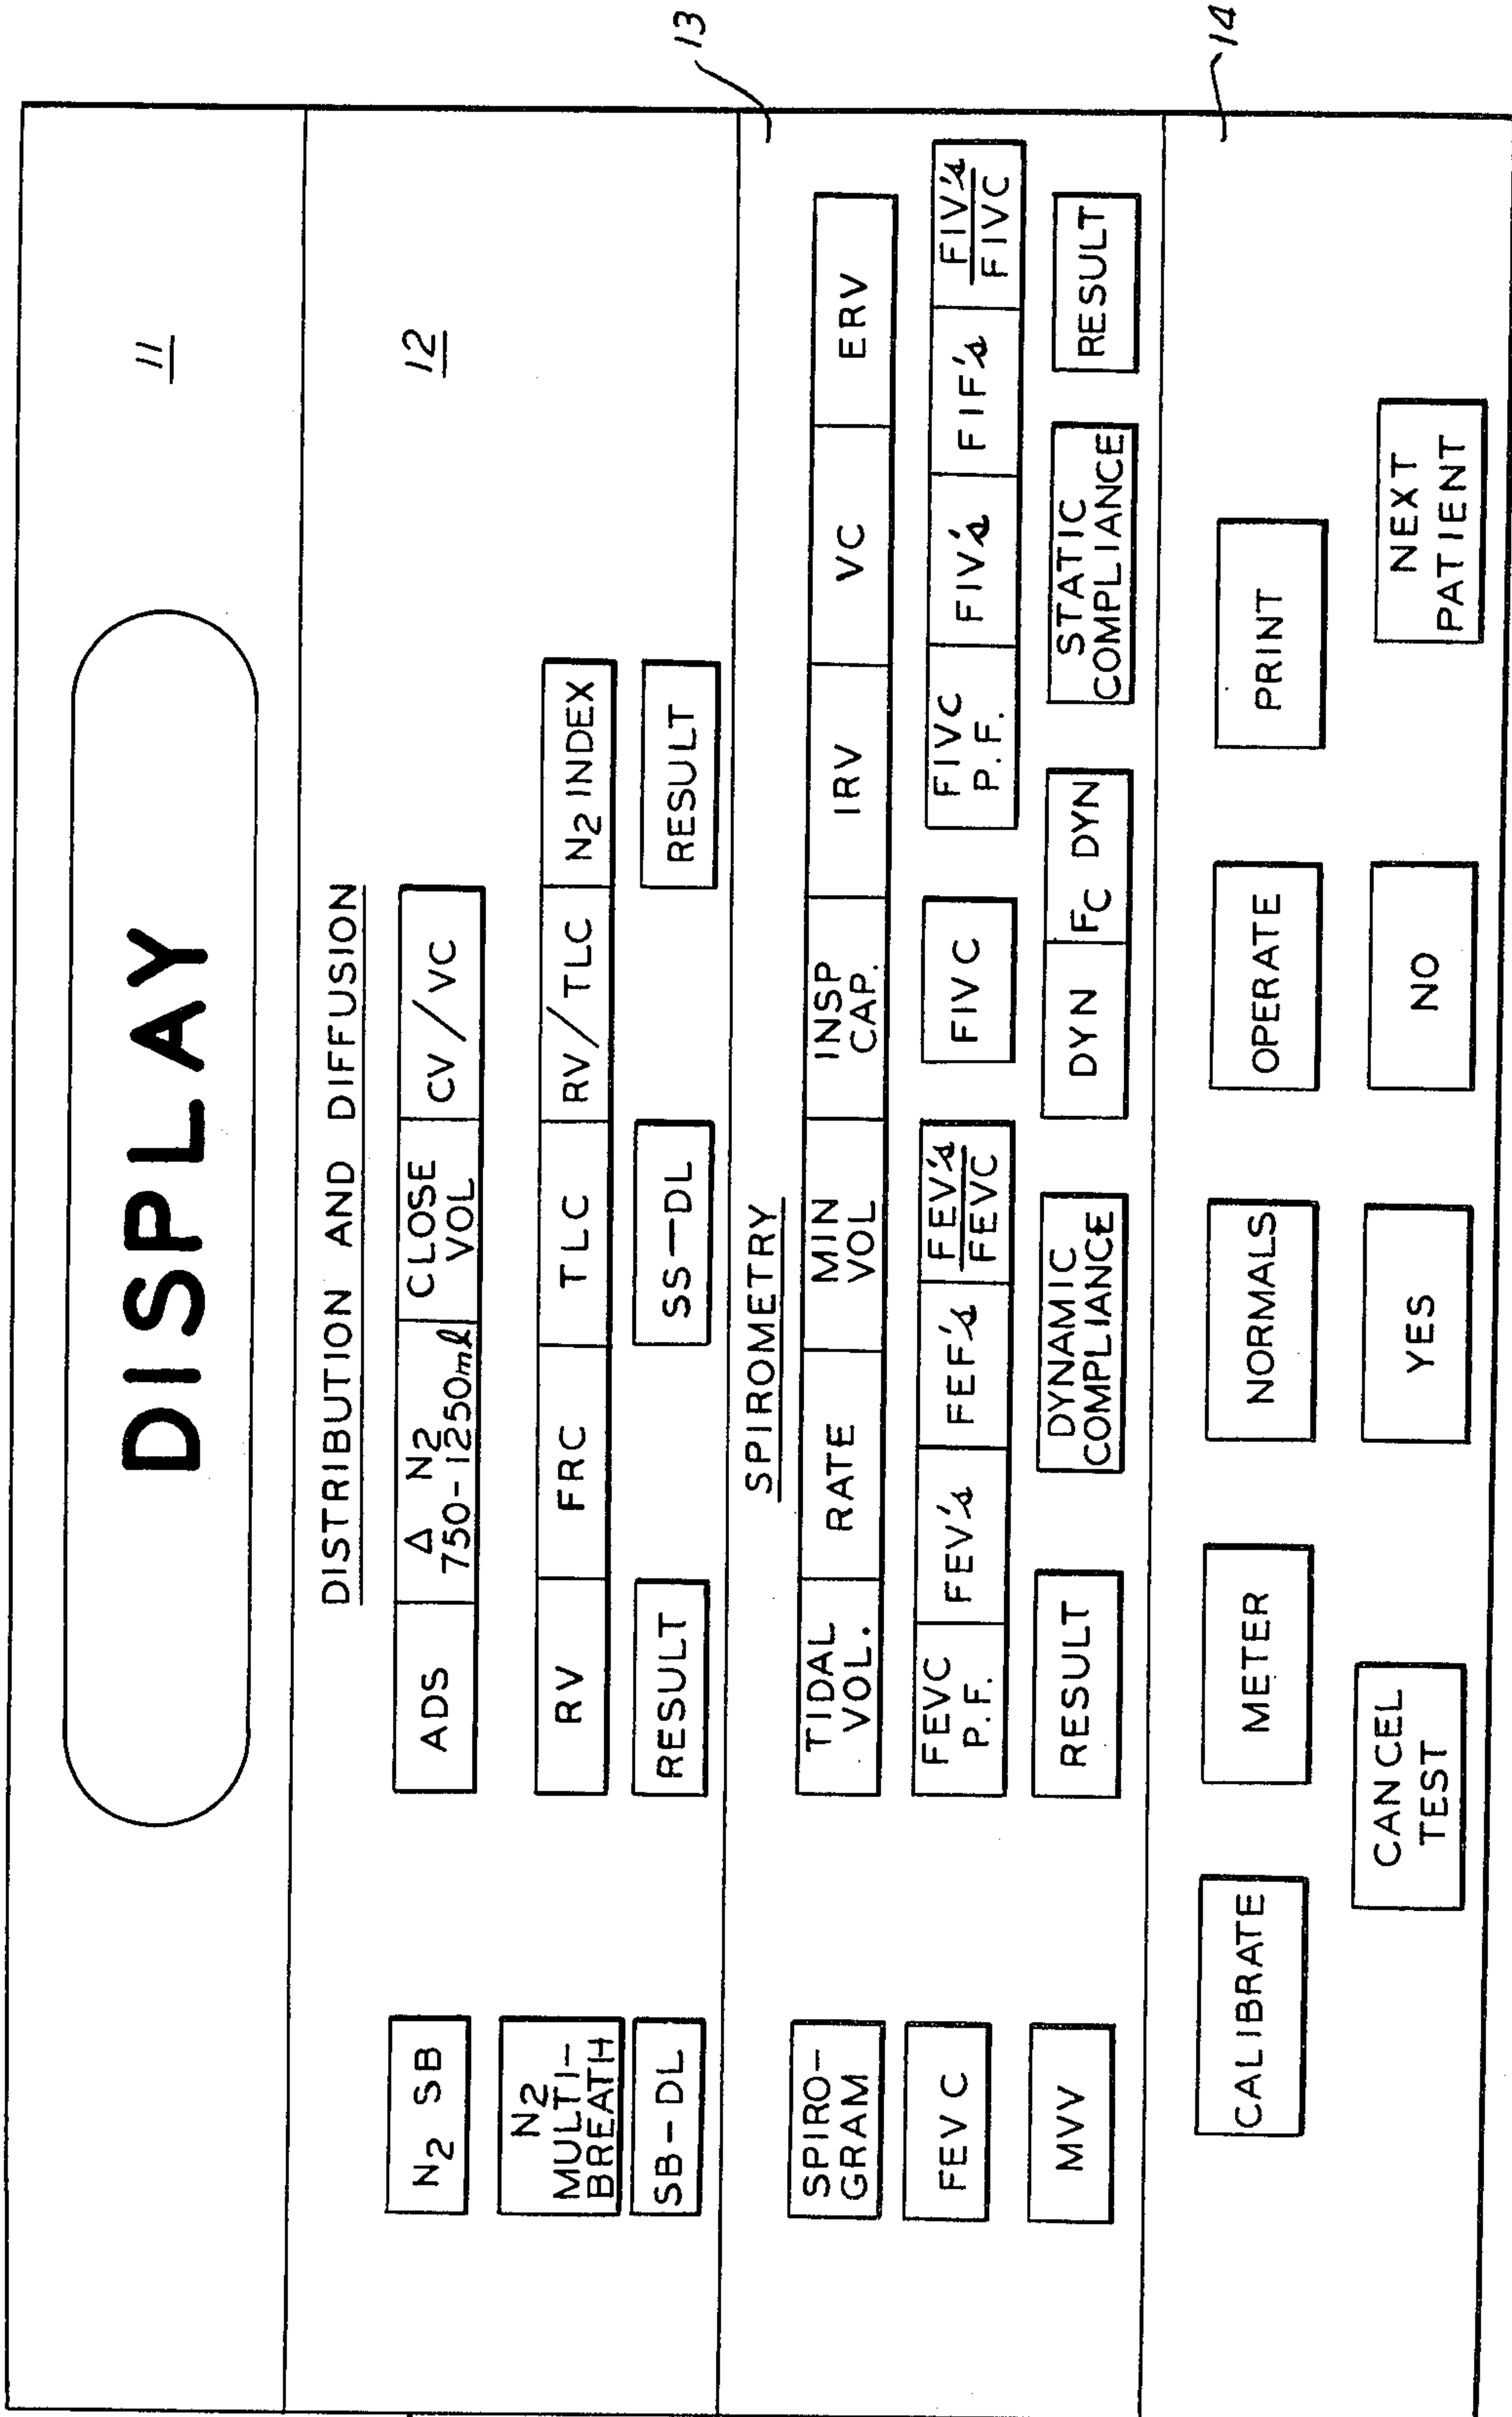 DISPLAY
11
DISTRIBUTION AND DIFFUSION
12
N2 SB
ADS
Δ N2
750-1250ml
CLOSE
VOL
CV/VC
N2
MULTI-
BREATH
RV
FRC
TLC
RV/TLC
N2 INDEX
SB-DL
RESULT
SS-DL
RESULT
SPIROMETRY
13
SPIRO-
GRAM
TIDAL
VOL.
RATE
MIN
VOL
INSP
CAP.
IRV
VC
ERV
FEVC
FEVC
P.F.
FEV's
FEF's
FEV's
FEVC
FIVC
FIVC
P.F.
FIV's
FIF's
FIV's
FIVC
MVV
RESULT
DYNAMIC
COMPLIANCE
DYN
FC DYN
STATIC
COMPLIANCE
RESULT
14
CALIBRATE
METER
NORMALS
OPERATE
PRINT
CANCEL
TEST
YES
NO
NEXT
PATIENT